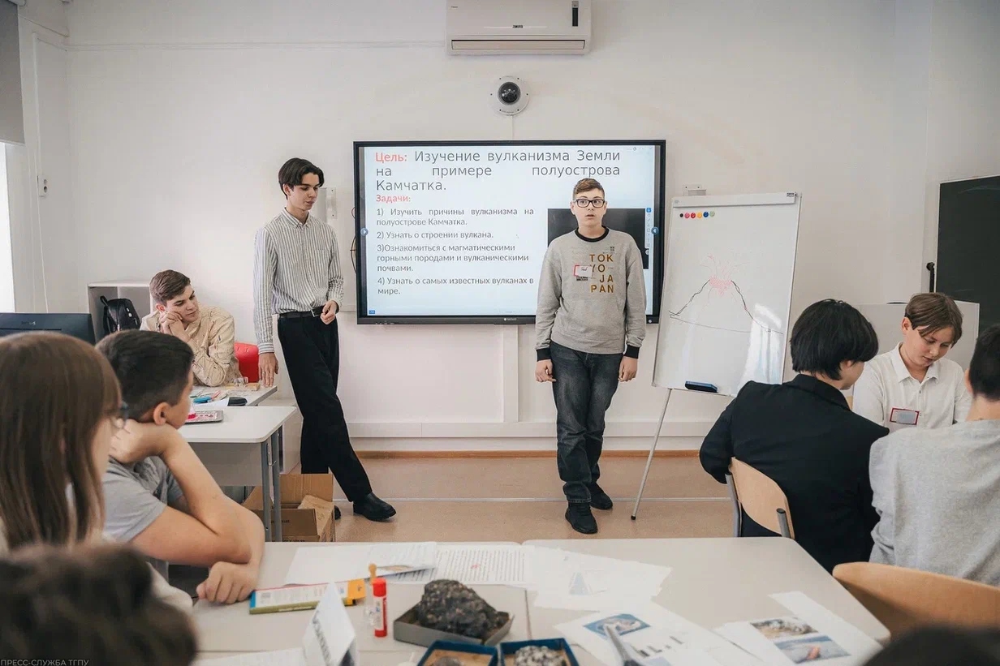 Цель: Изучение вулканизма Земли
на примере полуострова
Камчатка.
Задачи:
1) Изучить причины вулканизма на
полуострове Камчатка.
2) Узнать о строении вулкана.
3)Ознакомиться с магматическими
горными породами и вулканическими
почвами.
4) Узнать о самых известных вулканах в
мире.
TOK
YO
JA
PAN
ПРЕСС-СЛУЖБА ТГПУ